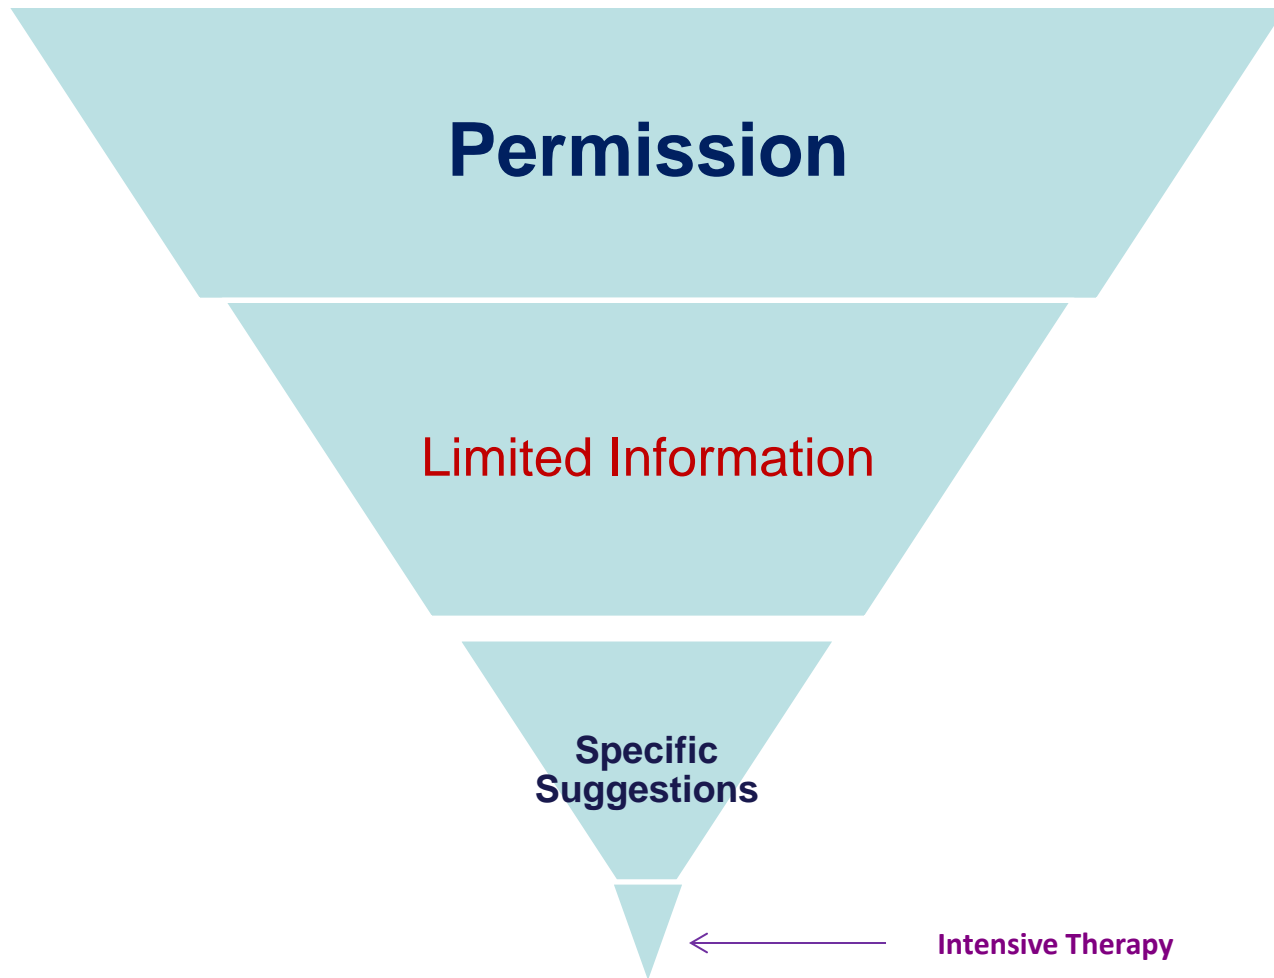 Permission
Limited Information
Specific
Suggestions
Intensive Therapy